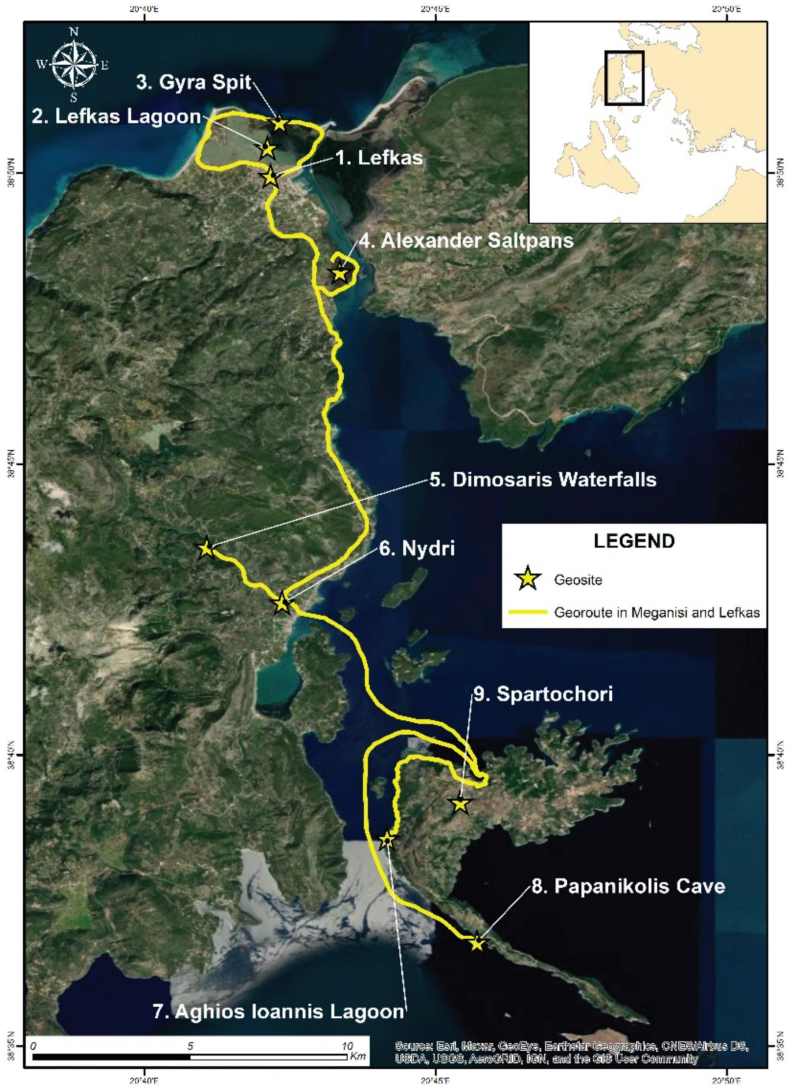 20°40'E 20°45'E 20°50'E
N
W E
S
3. Gyra Spit
2. Lefkas Lagoon
1. Lefkas
38°50'N 38°50'N
4. Alexander Saltpans
38°45'N 38°45'N
5. Dimosaris Waterfalls
LEGEND
6. Nydri
Geosite
Georoute in Meganisi and Lefkas
9. Spartochori
38°40'N 38°40'N
8. Papanikolis Cave
7. Aghios Ioannis Lagoon
38°35'N 38°35'N
0 5 10
Km
Source: Esri, Maxar, GeoEye, Earthstar Geographics, CNES/Airbus DS,
USDA, USGS, AeroGRID, IGN, and the GIS User Community
20°40'E 20°45'E 20°50'E